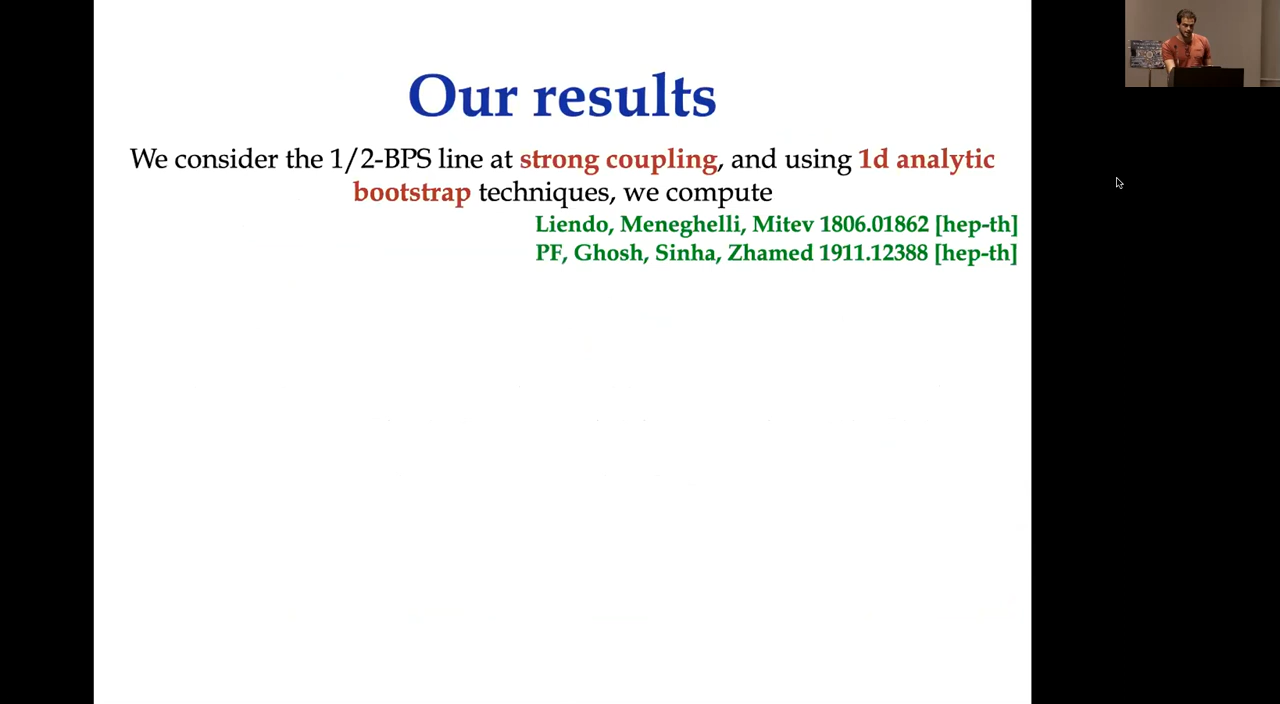 Our results
We consider the 1/2-BPS line at strong coupling, and using 1d analytic
bootstrap techniques, we compute
Liendo, Meneghelli, Mitev 1806.01862 [hep-th]
PF, Ghosh, Sinha, Zhamed 1911.12388 [hep-th]